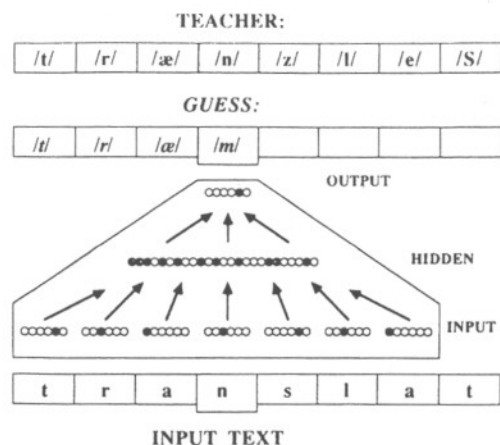 TEACHER:
/t/ /r/ /æ/ /n/ /z/ /l/ /e/ /S/
GUESS:
/t/ /r/ /æ/ /m/
OUTPUT
HIDDEN
INPUT
t r a n s l a t
INPUT TEXT